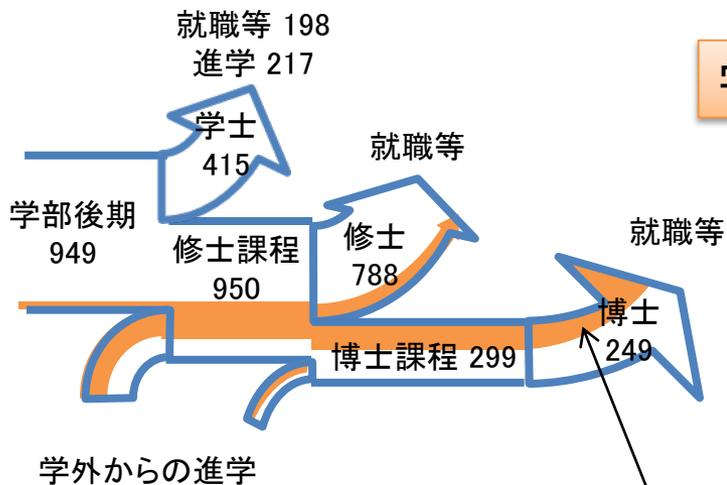 就職等 198
進学 217
学士
415
就職等
学部後期
949
修士課程
950
修士
788
就職等
博士
249
博士課程 299
学外からの進学